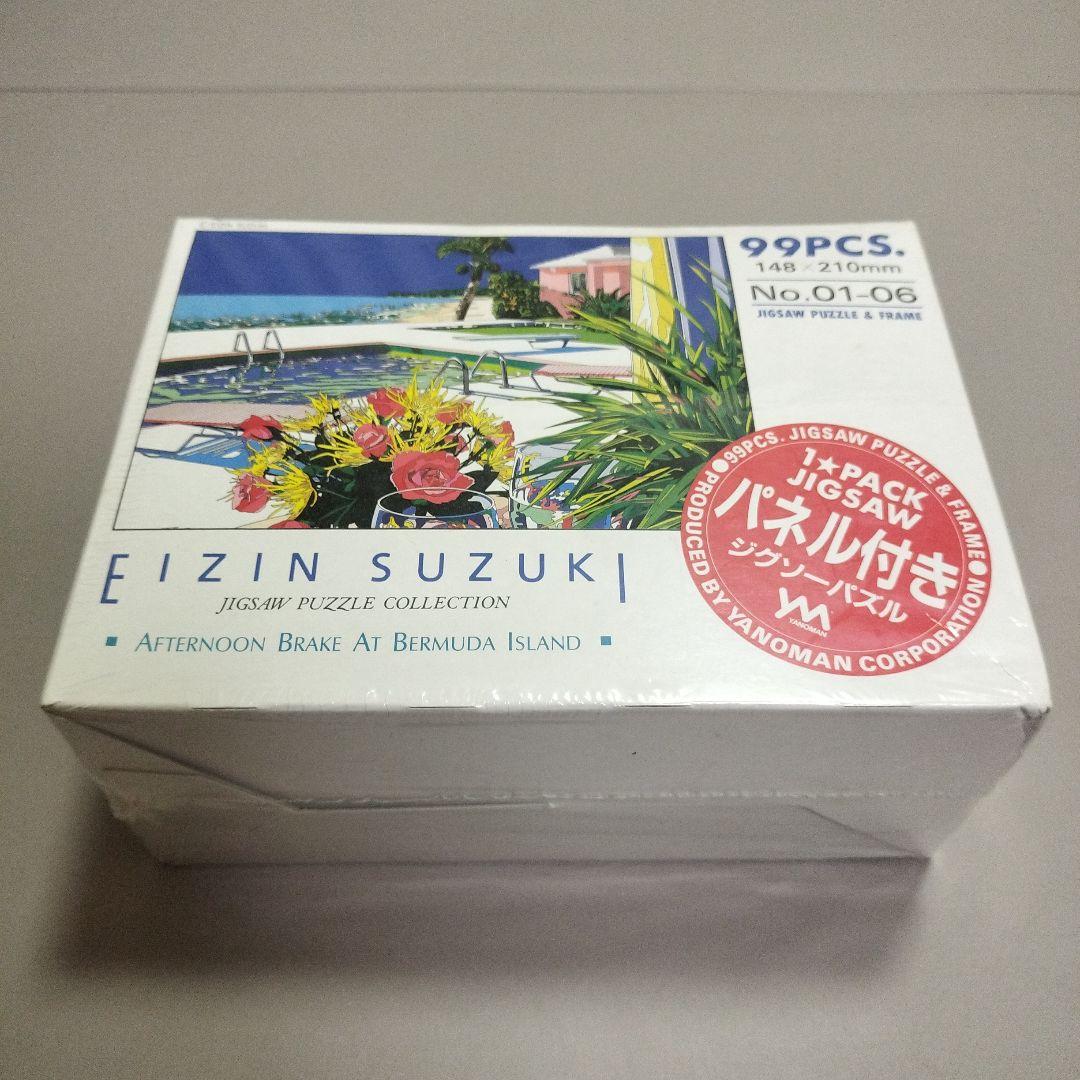 99PCS.
148×210mm
No.01-06
JIGSAW PUZZLE & FRAME
EIZIN SUZUKI
JIGSAW PUZZLE COLLECTION
▪ AFTERNOON BRAKE AT BERMUDA ISLAND ▪
●99PCS. JIGSAW PUZZLE & FRAME●
1★PACK
JIGSAW
パネル付き
ジグソーパズル
YM
YANOMAN
PRODUCED BY YANOMAN CORPORATION